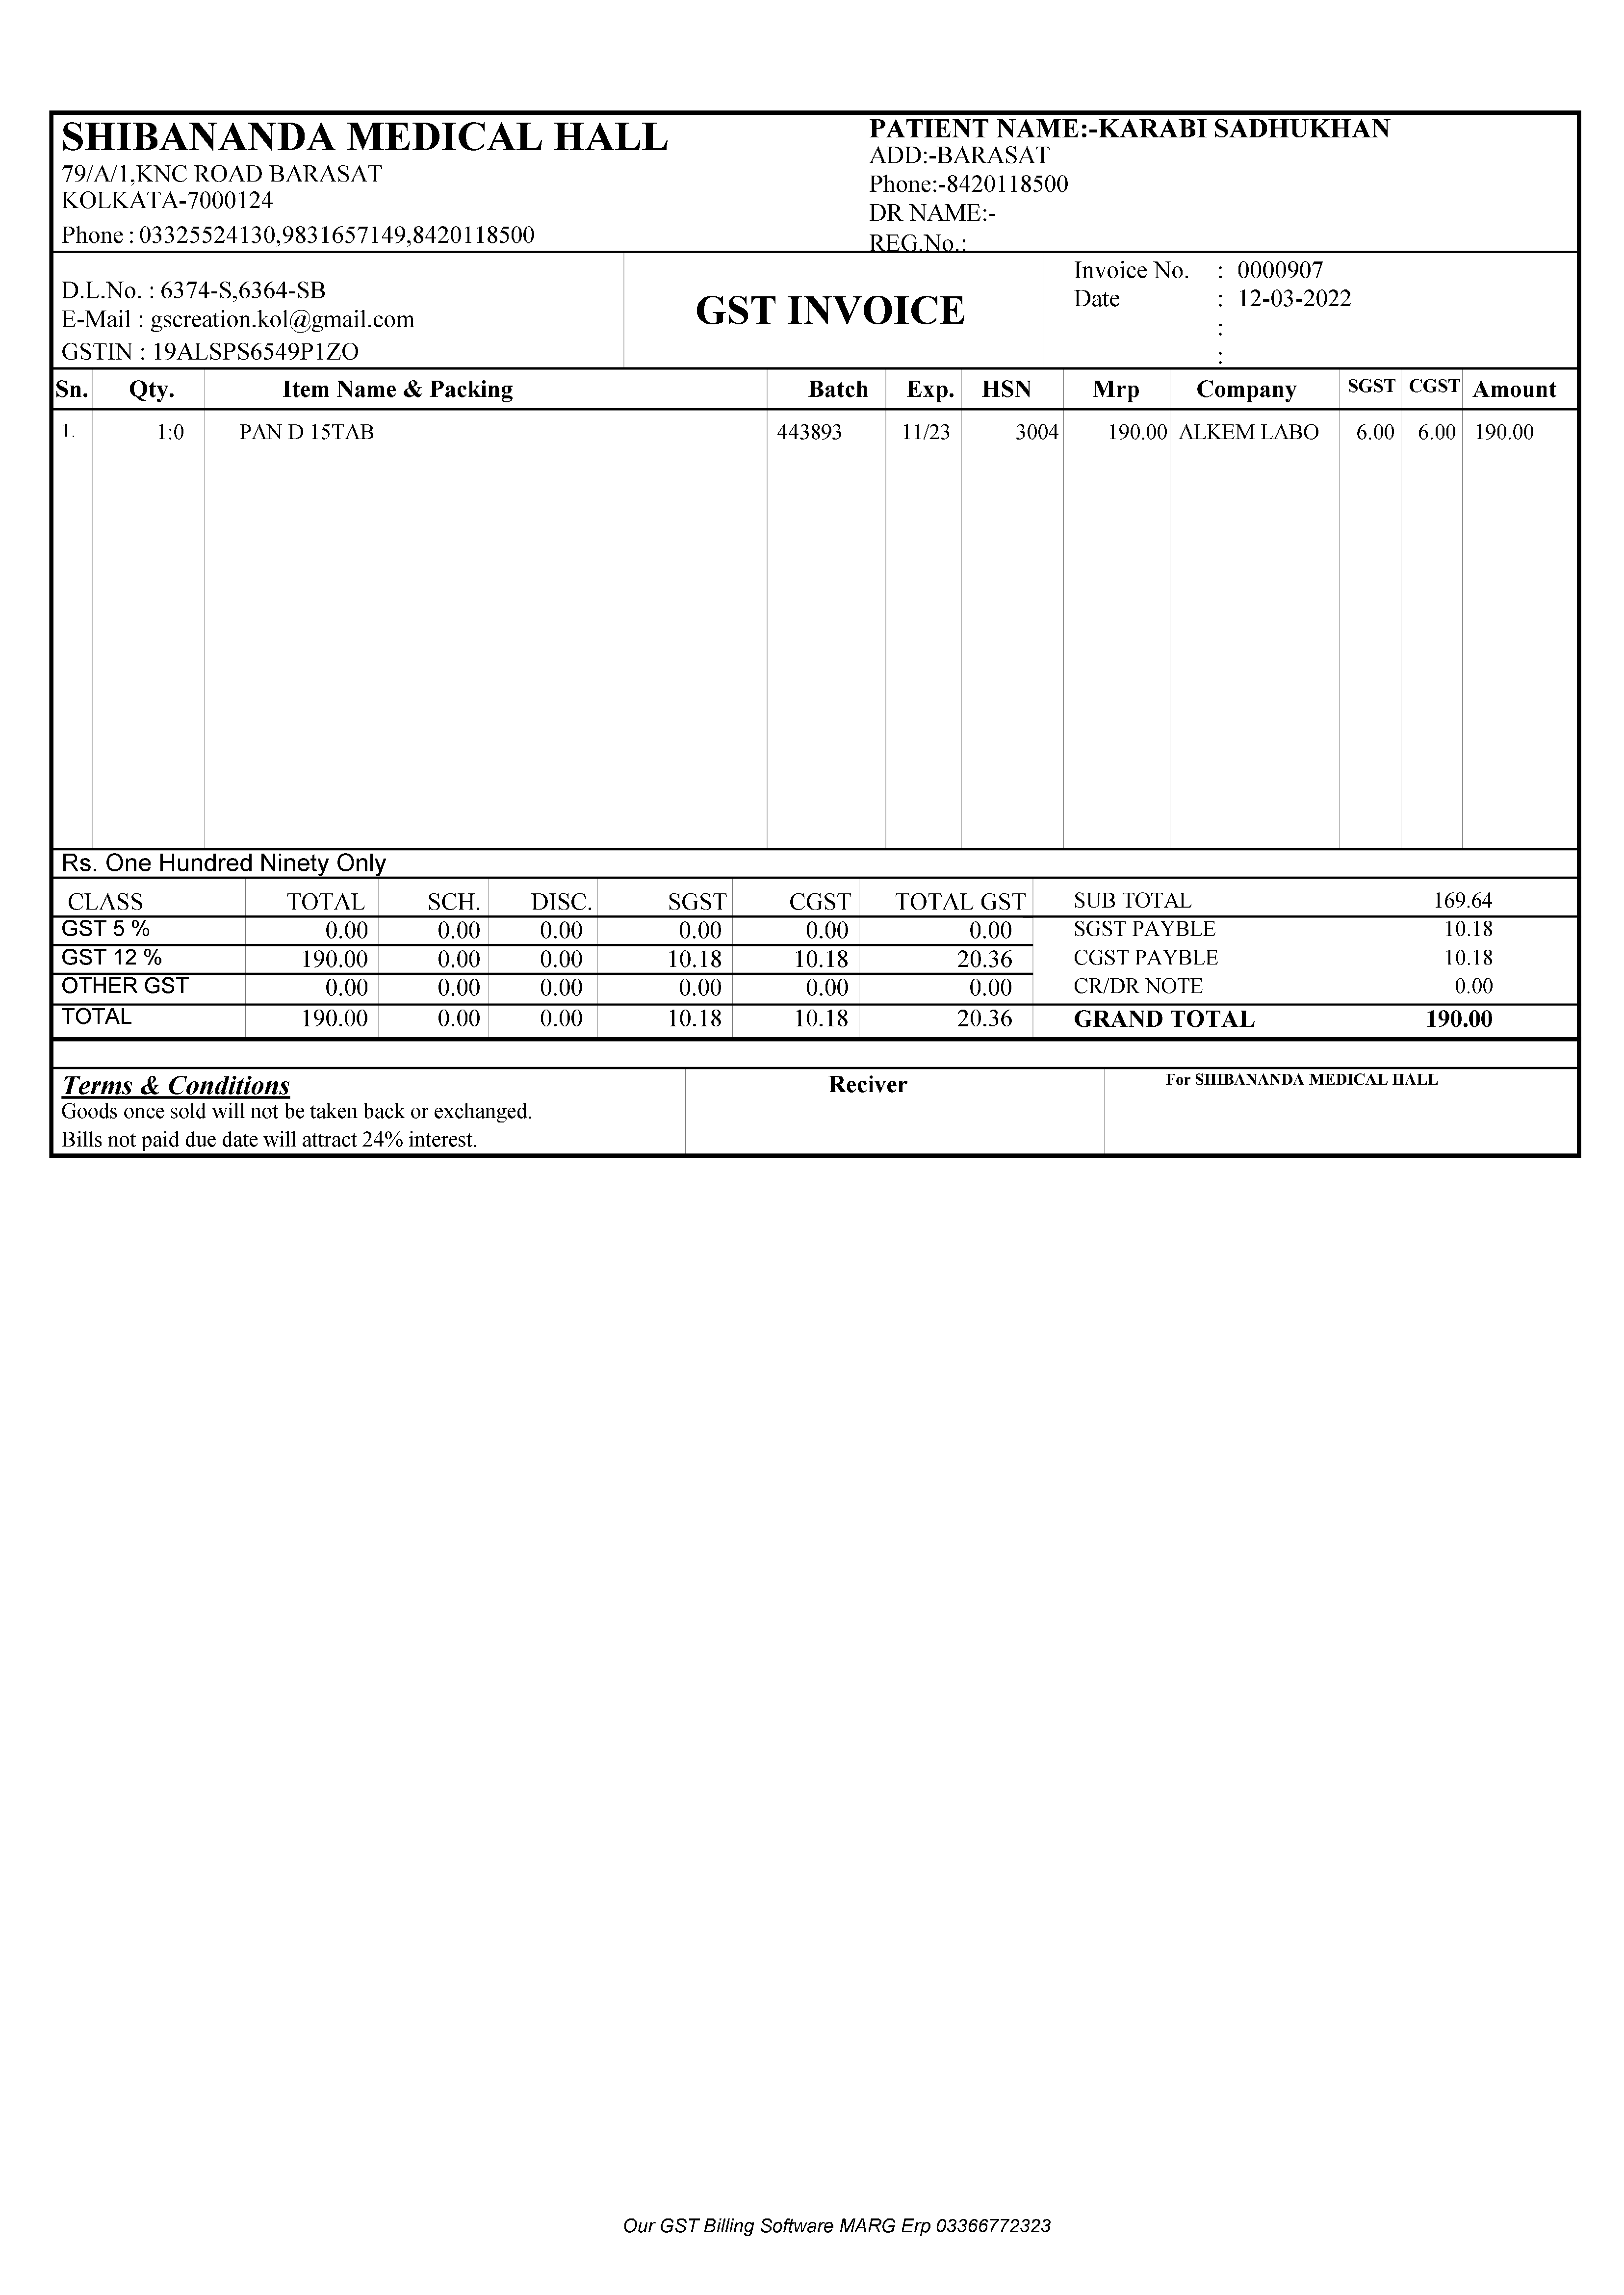 SHIBANANDA MEDICAL HALL
79/A/1,KNC ROAD BARASAT
KOLKATA-7000124
Phone : 03325524130,9831657149,8420118500
PATIENT NAME:-KARABI SADHUKHAN
ADD:-BARASAT
Phone:-8420118500
DR NAME:-
REG.No.:
D.L.No. : 6374-S,6364-SB
E-Mail : gscreation.kol@gmail.com
GSTIN : 19ALSPS6549P1ZO
GST INVOICE
Invoice No. : 0000907
Date : 12-03-2022
:
:
Sn. Qty. Item Name & Packing Batch Exp. HSN Mrp Company SGST CGST Amount
1. 1:0 PAN D 15TAB 443893 11/23 3004 190.00 ALKEM LABO 6.00 6.00 190.00
Rs. One Hundred Ninety Only
CLASS TOTAL SCH. DISC. SGST CGST TOTAL GST SUB TOTAL 169.64
GST 5 % 0.00 0.00 0.00 0.00 0.00 0.00 SGST PAYBLE 10.18
GST 12 % 190.00 0.00 0.00 10.18 10.18 20.36 CGST PAYBLE 10.18
OTHER GST 0.00 0.00 0.00 0.00 0.00 0.00 CR/DR NOTE 0.00
TOTAL 190.00 0.00 0.00 10.18 10.18 20.36 GRAND TOTAL 190.00
Terms & Conditions
Goods once sold will not be taken back or exchanged.
Bills not paid due date will attract 24% interest.
Reciver
For SHIBANANDA MEDICAL HALL
Our GST Billing Software MARG Erp 03366772323